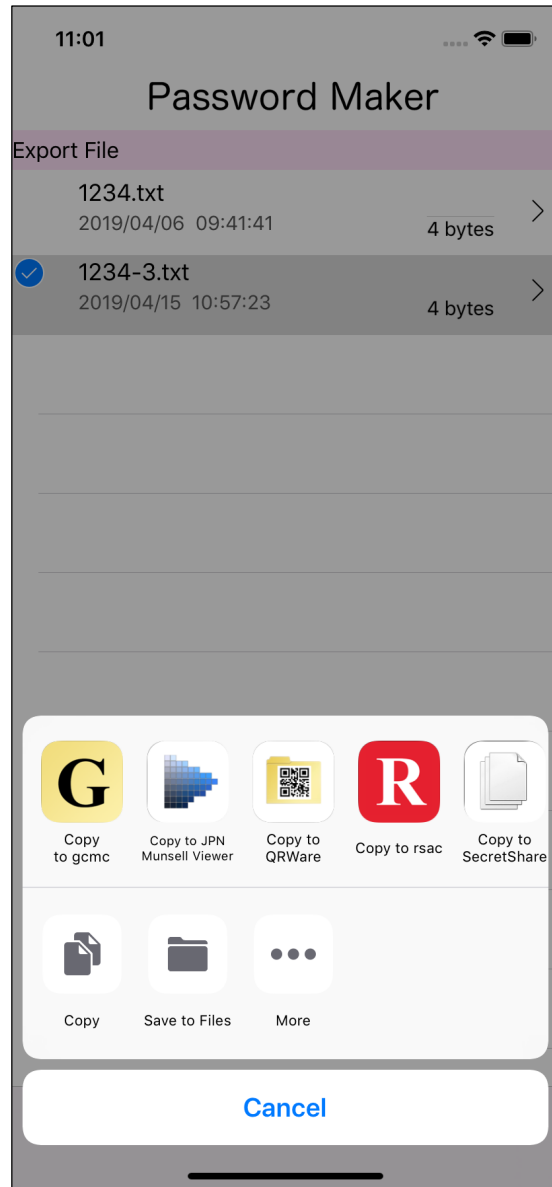 11:01
Password Maker
Export File
1234.txt
2019/04/06 09:41:41
4 bytes
1234-3.txt
2019/04/15 10:57:23
4 bytes
G
R
Copy
to gcmc
Copy to JPN
Munsell Viewer
Copy to
QRWare
Copy to rsac
Copy to
SecretShare
Copy
Save to Files
More
Cancel